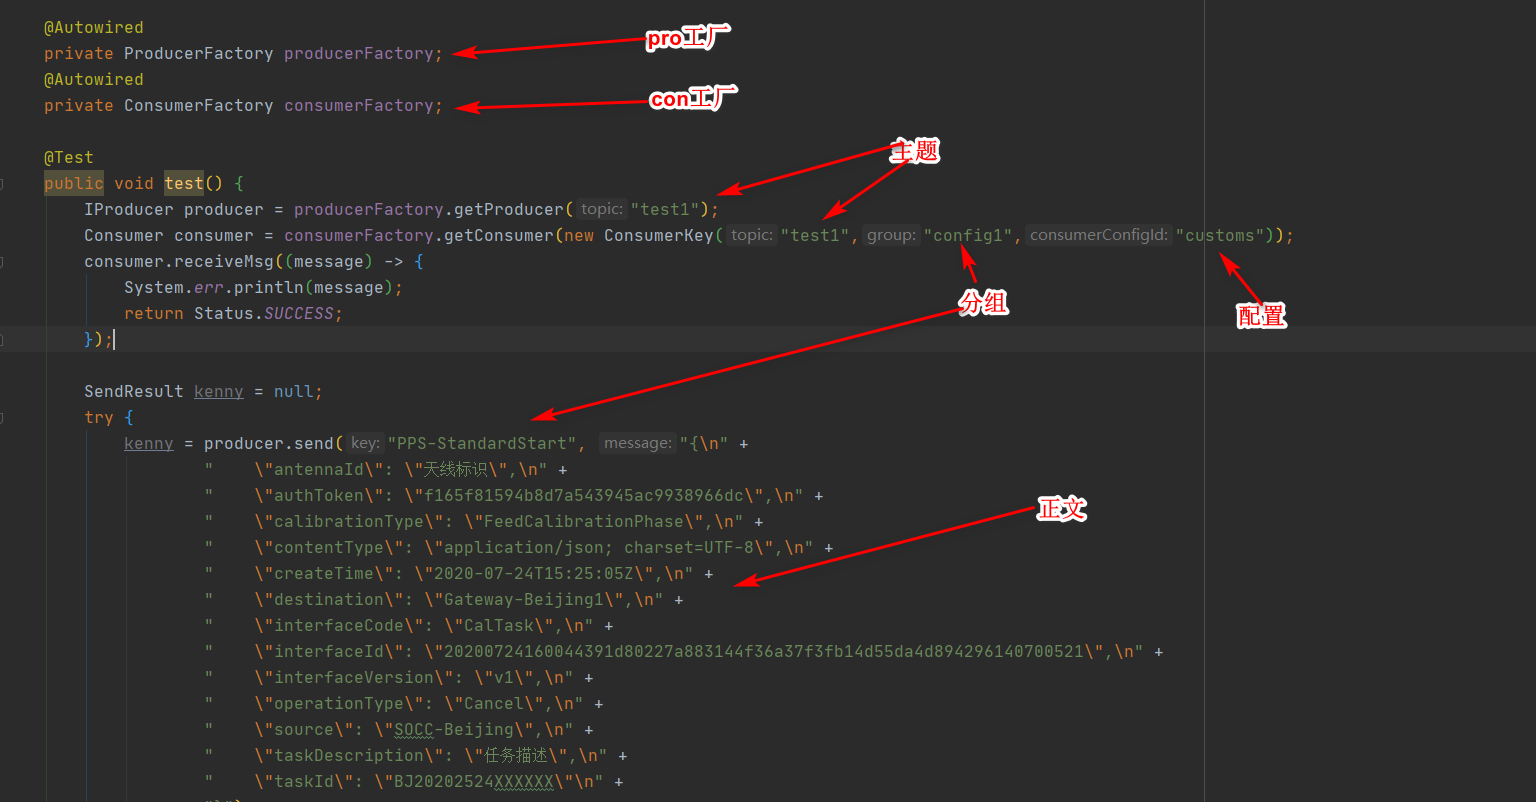 @Autowired
private ProducerFactory producerFactory;
pro工厂
@Autowired
private ConsumerFactory consumerFactory;
con工厂
@Test
主题
public void test() {
IProducer producer = producerFactory.getProducer( topic: "test1");
Consumer consumer = consumerFactory.getConsumer(new ConsumerKey( topic: "test1", group: "config1", consumerConfigId: "customs"));
consumer.receiveMsg((message) -> {
System.err.println(message);
分组
return Status.SUCCESS;
配置
});
SendResult kenny = null;
try {
kenny = producer.send( key: "PPS-StandardStart", message: "{\n" +
"    \"antennaId\": \"天线标识\",\n" +
"    \"authToken\": \"f165f81594b8d7a543945ac9938966dc\",\n" +
正文
"    \"calibrationType\": \"FeedCalibrationPhase\",\n" +
"    \"contentType\": \"application/json; charset=UTF-8\",\n" +
"    \"createTime\": \"2020-07-24T15:25:05Z\",\n" +
"    \"destination\": \"Gateway-Beijing1\",\n" +
"    \"interfaceCode\": \"CalTask\",\n" +
"    \"interfaceId\": \"20200724160044391d80227a883144f36a37f3fb14d55da4d894296140700521\",\n" +
"    \"interfaceVersion\": \"v1\",\n" +
"    \"operationType\": \"Cancel\",\n" +
"    \"source\": \"SOCC-Beijing\",\n" +
"    \"taskDescription\": \"任务描述\",\n" +
"    \"taskId\": \"BJ20202524XXXXXX\"\n" +